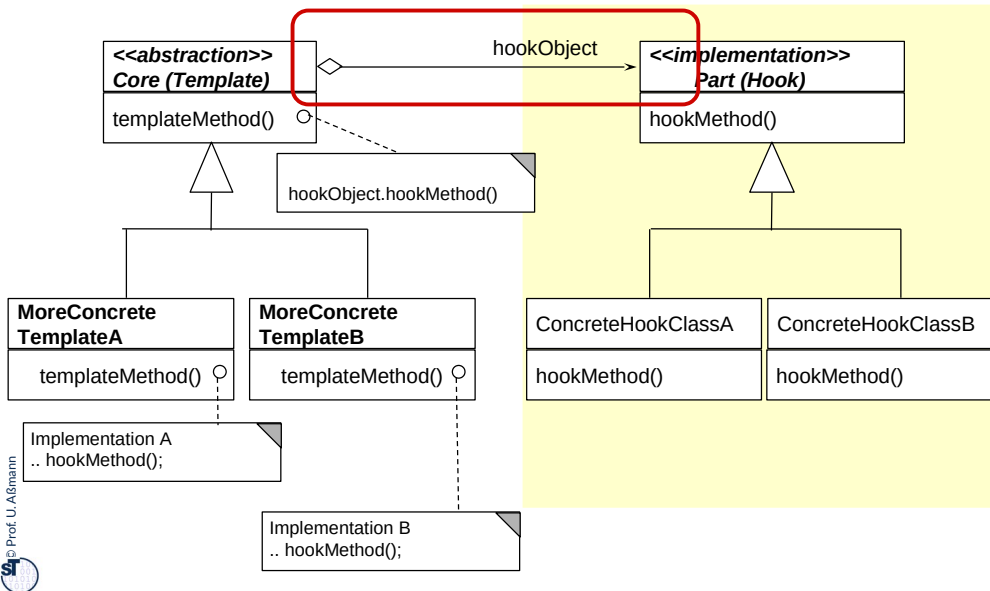 hookObject
<<abstraction>>
Core (Template)
templateMethod()
<<implementation>>
Part (Hook)
hookMethod()
hookObject.hookMethod()
MoreConcrete
TemplateA
templateMethod()
MoreConcrete
TemplateB
templateMethod()
ConcreteHookClassA
hookMethod()
ConcreteHookClassB
hookMethod()
Implementation A
.. hookMethod();
Implementation B
.. hookMethod();
© Prof. U. Aßmann
ST